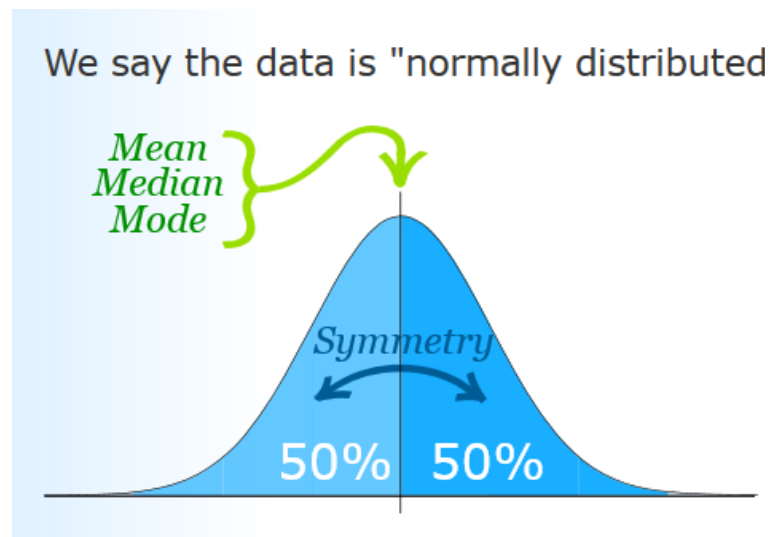 We say the data is "normally distributed
Mean
Median
Mode
Symmetry
50% 50%